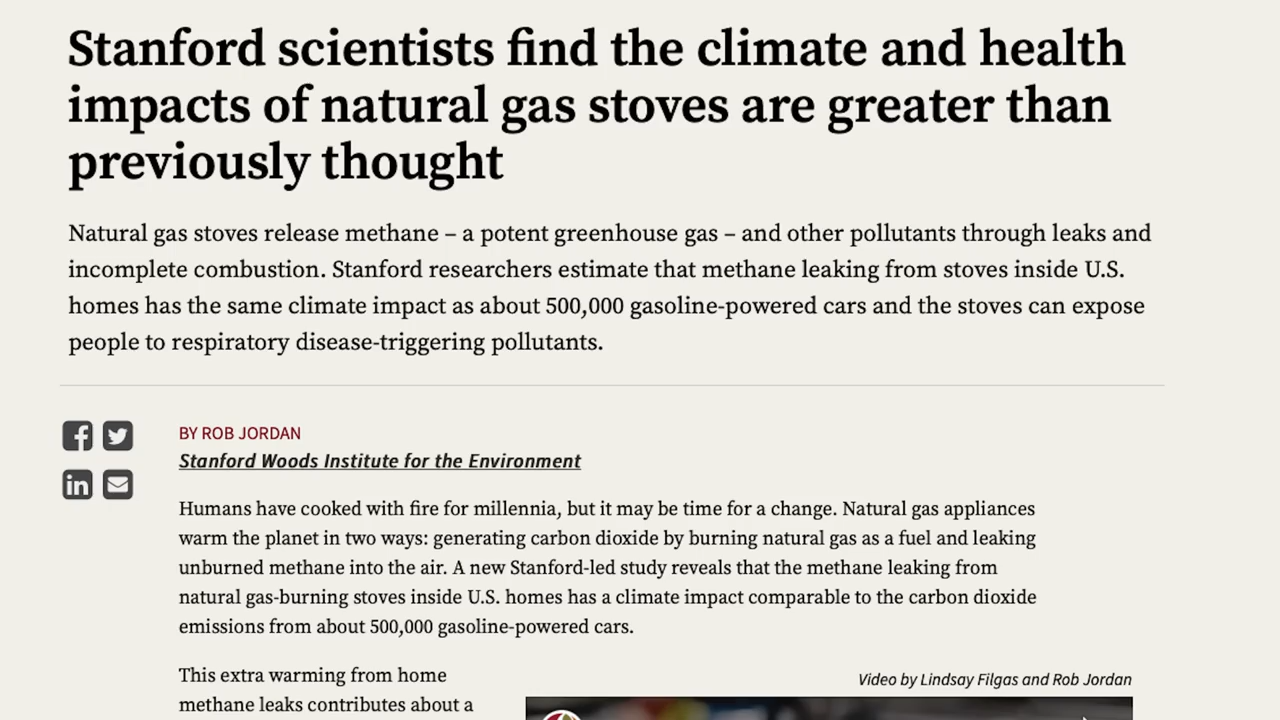 Stanford scientists find the climate and health
impacts of natural gas stoves are greater than
previously thought
Natural gas stoves release methane – a potent greenhouse gas – and other pollutants through leaks and
incomplete combustion. Stanford researchers estimate that methane leaking from stoves inside U.S.
homes has the same climate impact as about 500,000 gasoline-powered cars and the stoves can expose
people to respiratory disease-triggering pollutants.
BY ROB JORDAN
Stanford Woods Institute for the Environment
Humans have cooked with fire for millennia, but it may be time for a change. Natural gas appliances
warm the planet in two ways: generating carbon dioxide by burning natural gas as a fuel and leaking
unburned methane into the air. A new Stanford-led study reveals that the methane leaking from
natural gas-burning stoves inside U.S. homes has a climate impact comparable to the carbon dioxide
emissions from about 500,000 gasoline-powered cars.
This extra warming from home
methane leaks contributes about a
Video by Lindsay Filgas and Rob Jordan